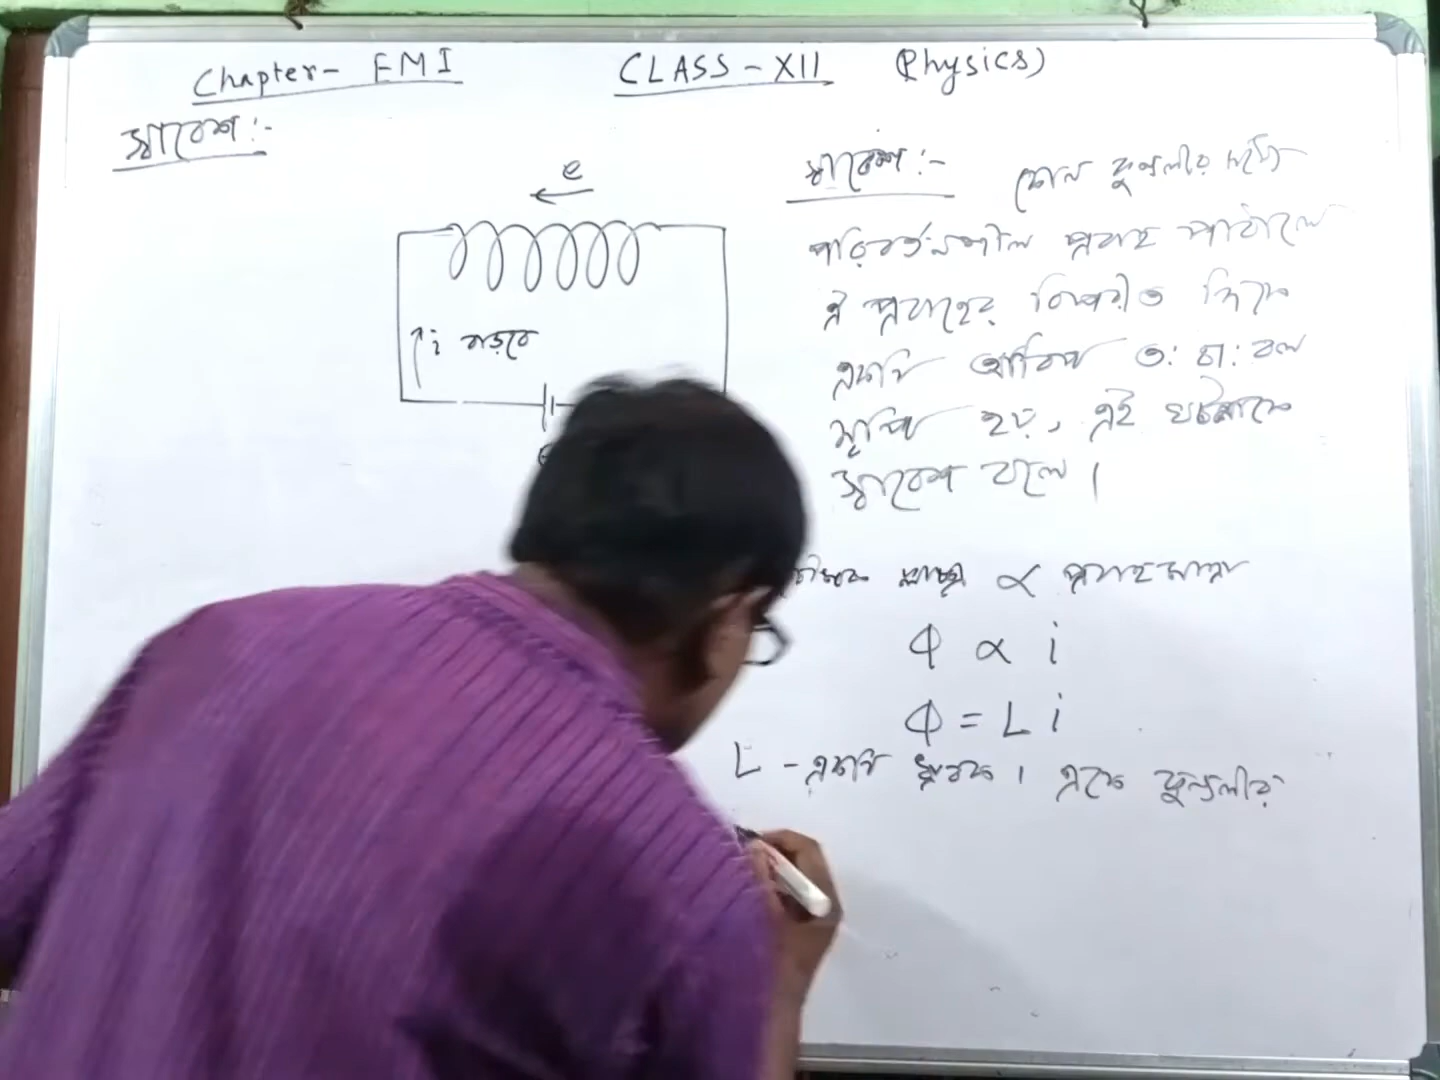 Chapter - EMI CLASS - XII (Physics)
স্বাবেশ :-
e
i বাড়বে
স্বাবেশ :- কোন কুণ্ডলীর মধ্যে
পরিবর্তনশীল প্রবাহ পাঠালে
ঐ প্রবাহের বিপরীত দিকে
একটি আবিষ্ট ত: চা: বল
সৃষ্টি হয়, এই ঘটনাকে
স্বাবেশ বলে ।
∝ প্রবাহমাত্রা
Φ ∝ i
Φ = L i
L - একটি ধ্রুবক । একে কুণ্ডলীর